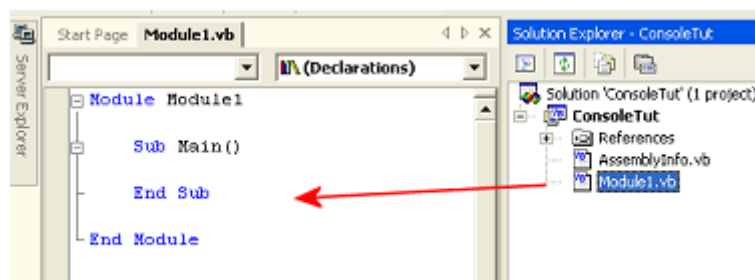 Server Explorer
Start Page Module1.vb
(Declarations)
Module Module1
Sub Main()
End Sub
End Module
Solution Explorer - ConsoleTut
Solution 'ConsoleTut' (1 project)
ConsoleTut
References
AssemblyInfo.vb
Module1.vb